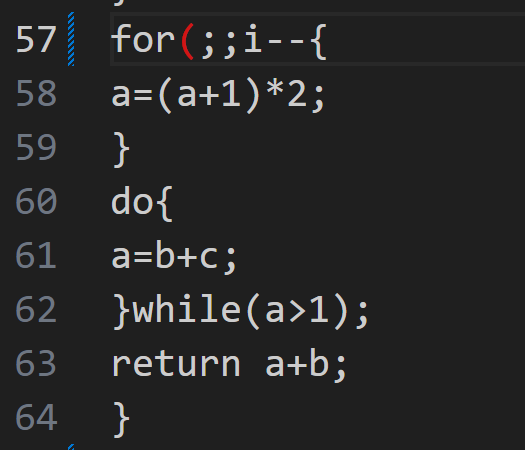 57 for(;;i--{
58 a=(a+1)*2;
59 }
60 do{
61 a=b+c;
62 }while(a>1);
63 return a+b;
64 }